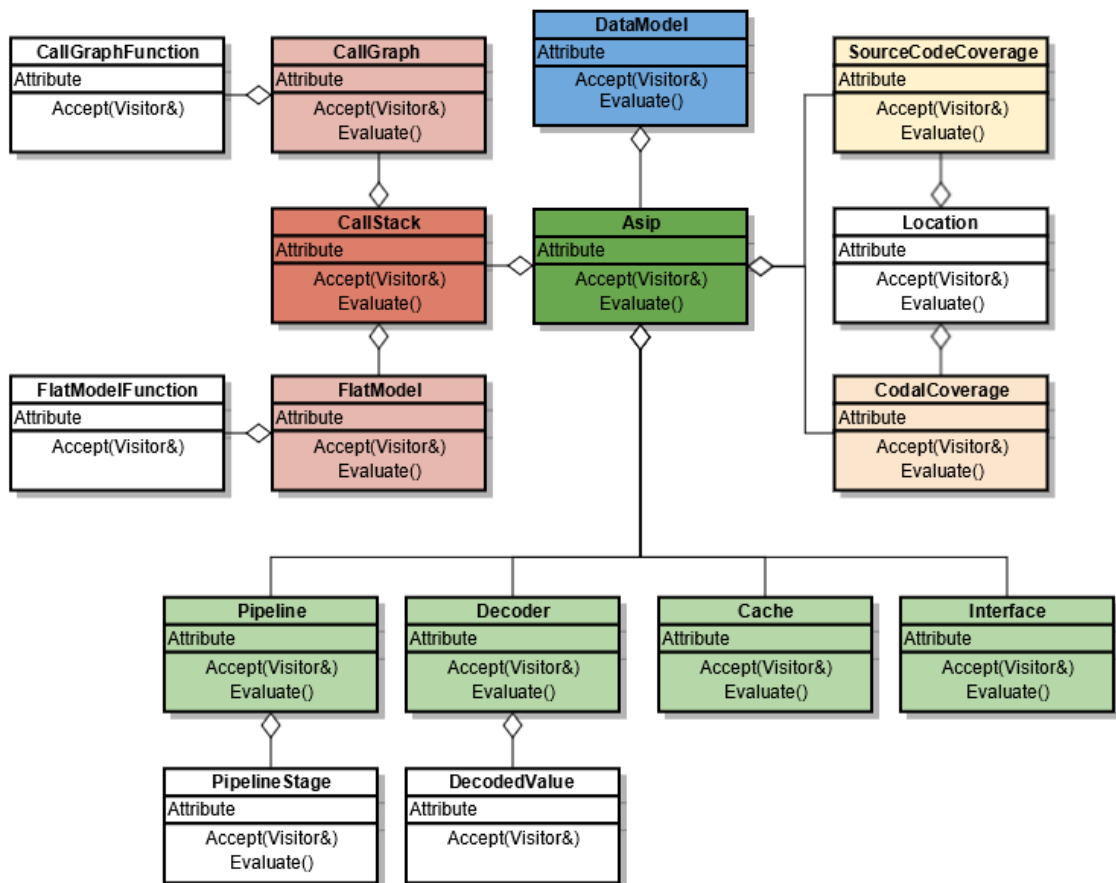 CallGraphFunction
Attribute
Accept(Visitor&)
CallGraph
Attribute
Accept(Visitor&)
Evaluate()
DataModel
Attribute
Accept(Visitor&)
Evaluate()
SourceCodeCoverage
Attribute
Accept(Visitor&)
Evaluate()
CallStack
Attribute
Accept(Visitor&)
Evaluate()
Asip
Attribute
Accept(Visitor&)
Evaluate()
Location
Attribute
Accept(Visitor&)
Evaluate()
FlatModelFunction
Attribute
Accept(Visitor&)
FlatModel
Attribute
Accept(Visitor&)
Evaluate()
CodalCoverage
Attribute
Accept(Visitor&)
Evaluate()
Pipeline
Attribute
Accept(Visitor&)
Evaluate()
Decoder
Attribute
Accept(Visitor&)
Evaluate()
Cache
Attribute
Accept(Visitor&)
Evaluate()
Interface
Attribute
Accept(Visitor&)
Evaluate()
PipelineStage
Attribute
Accept(Visitor&)
Evaluate()
DecodedValue
Attribute
Accept(Visitor&)